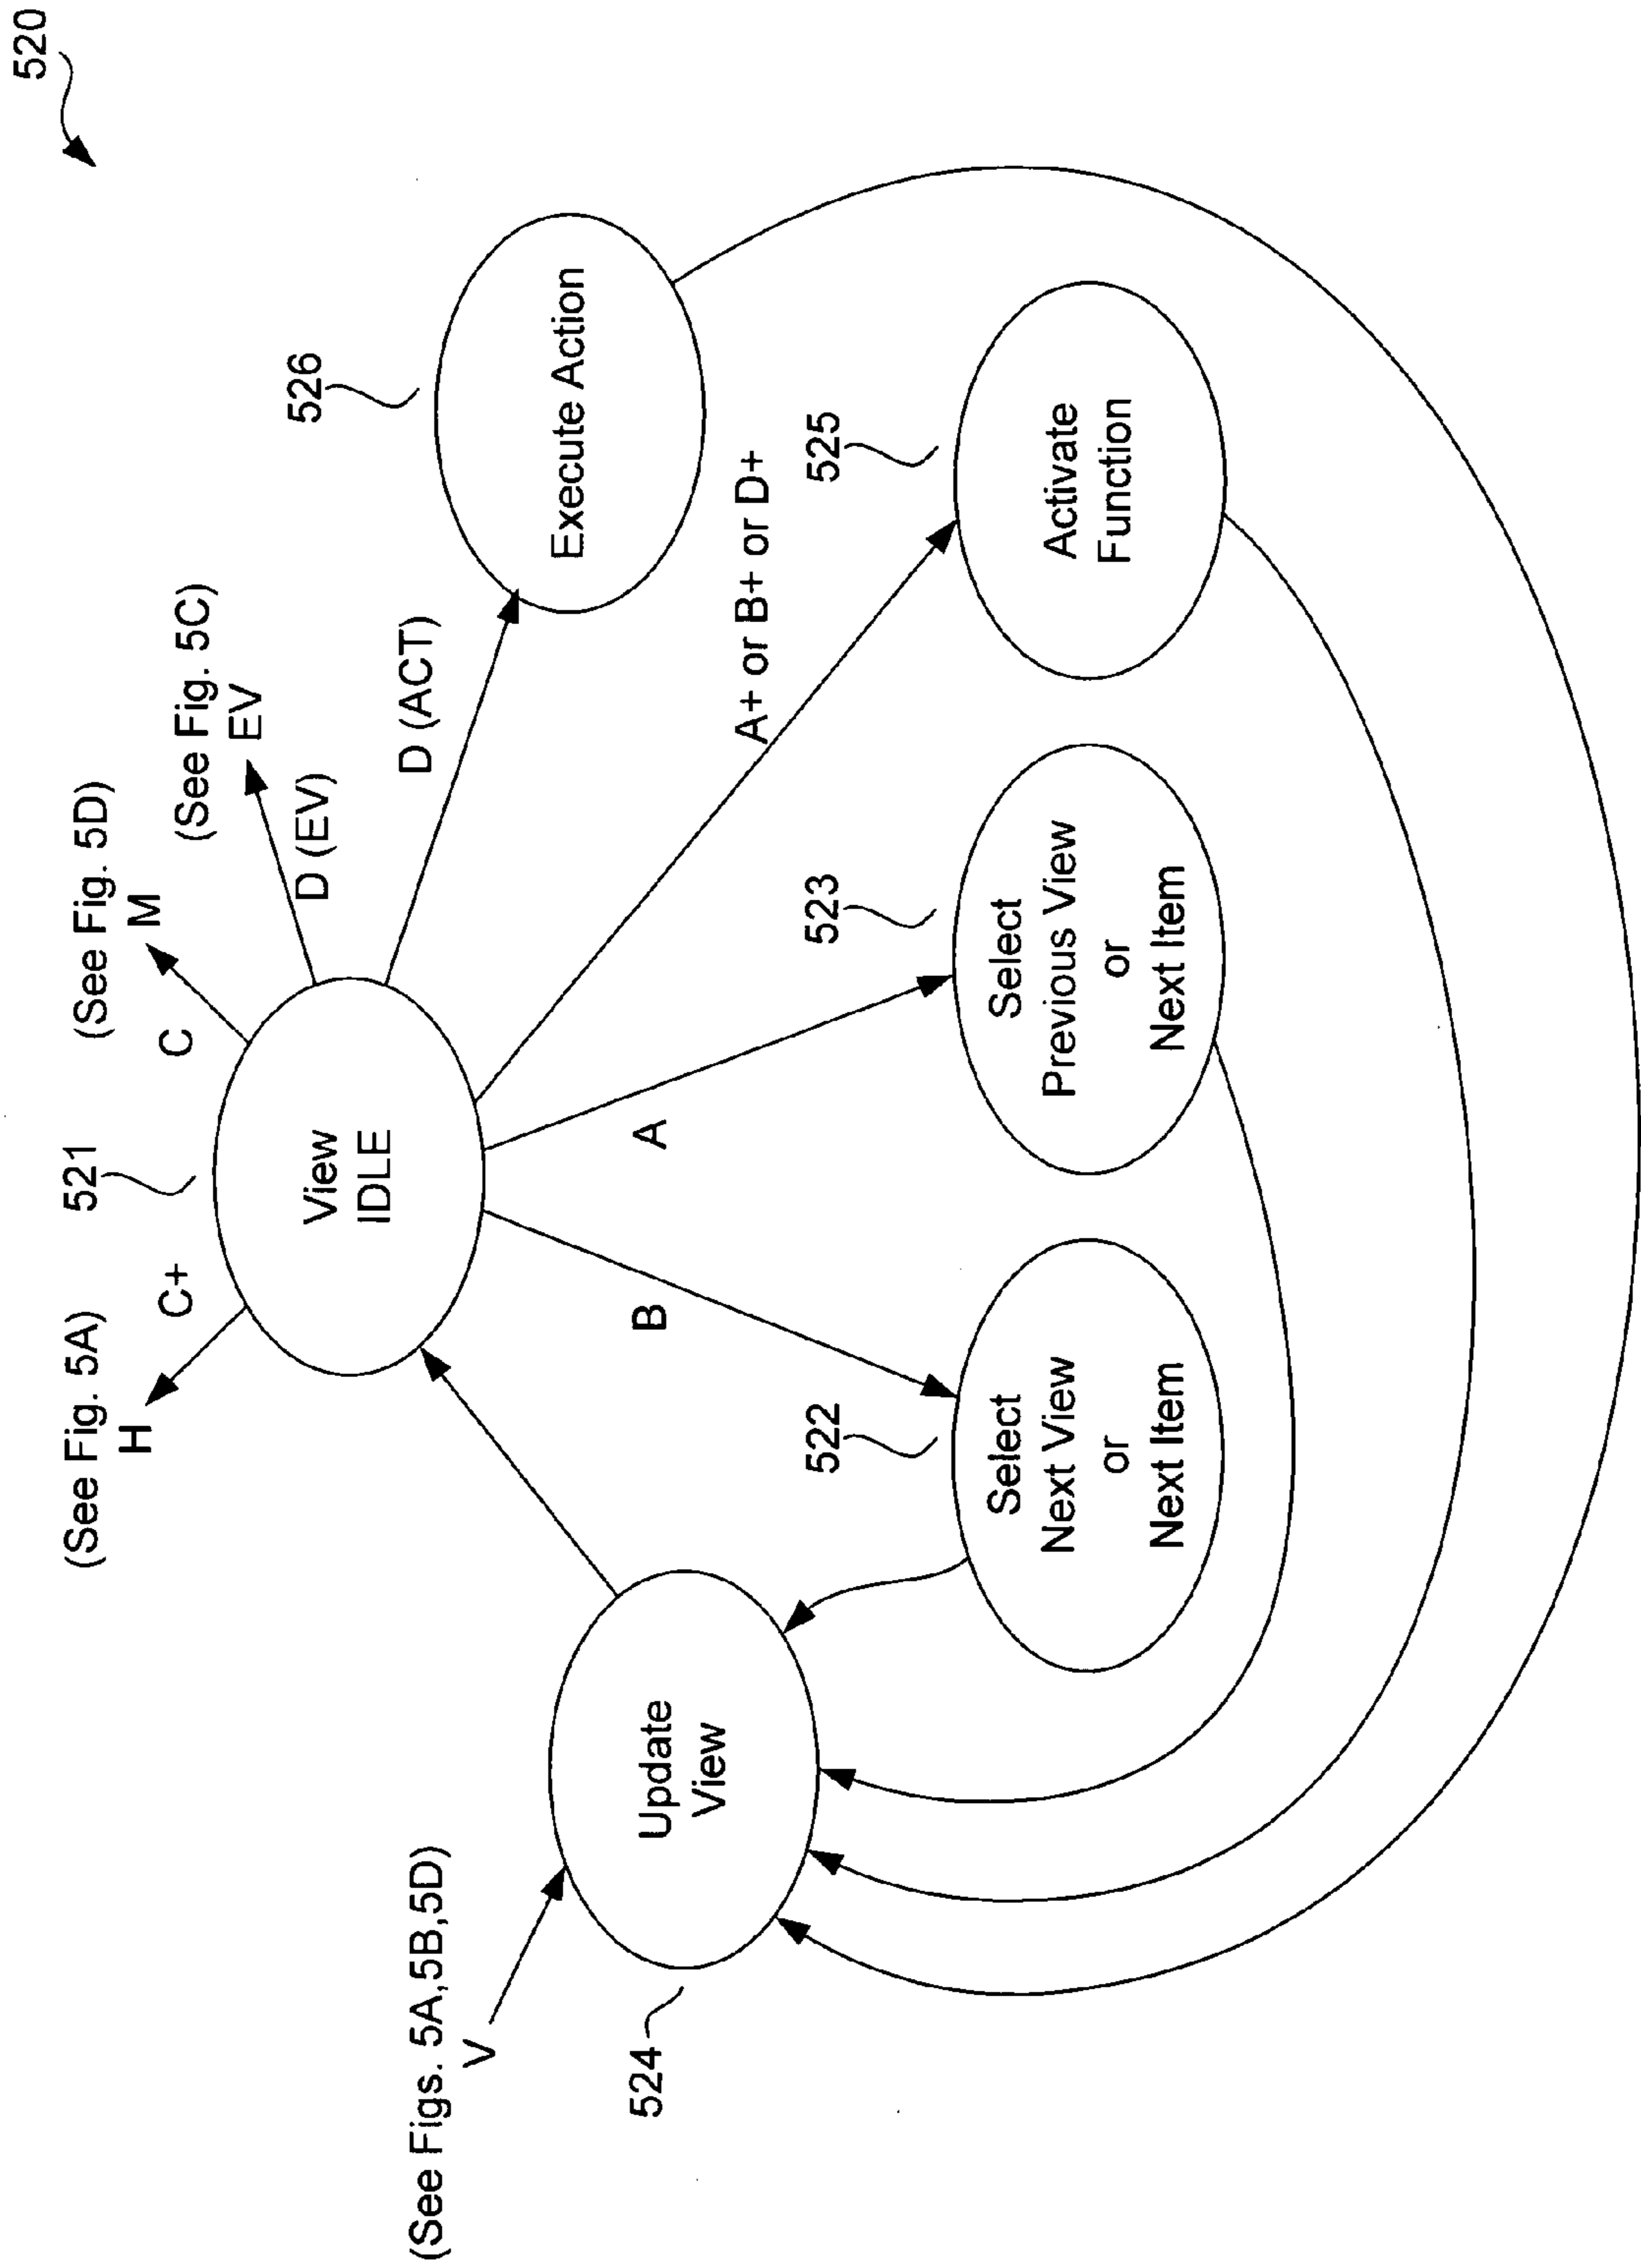 520
(See Fig. 5A)
H
C+
521
C
(See Fig. 5D)
M
(See Fig. 5C)
EV
D (EV)
View
IDLE
D (ACT)
526
Execute Action
(See Figs. 5A,5B,5D)
V
524
Update
View
B
A
A+ or B+ or D+
522
Select
Next View
or
Next Item
523
Select
Previous View
or
Next Item
525
Activate
Function